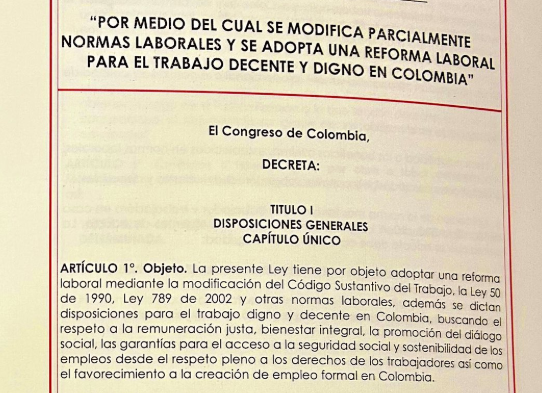 “POR MEDIO DEL CUAL SE MODIFICA PARCIALMENTE
NORMAS LABORALES Y SE ADOPTA UNA REFORMA LABORAL
PARA EL TRABAJO DECENTE Y DIGNO EN COLOMBIA”
El Congreso de Colombia,
DECRETA:
TITULO I
DISPOSICIONES GENERALES
CAPÍTULO ÚNICO
ARTÍCULO 1°. Objeto. La presente Ley tiene por objeto adoptar una reforma
laboral mediante la modificación del Código Sustantivo del Trabajo, la Ley 50
de 1990, Ley 789 de 2002 y otras normas laborales, además se dictan
disposiciones para el trabajo digno y decente en Colombia, buscando el
respeto a la remuneración justa, bienestar integral, la promoción del diálogo
social, las garantías para el acceso a la seguridad social y sostenibilidad de los
empleos desde el respeto pleno a los derechos de los trabajadores así como
el favorecimiento a la creación de empleo formal en Colombia.